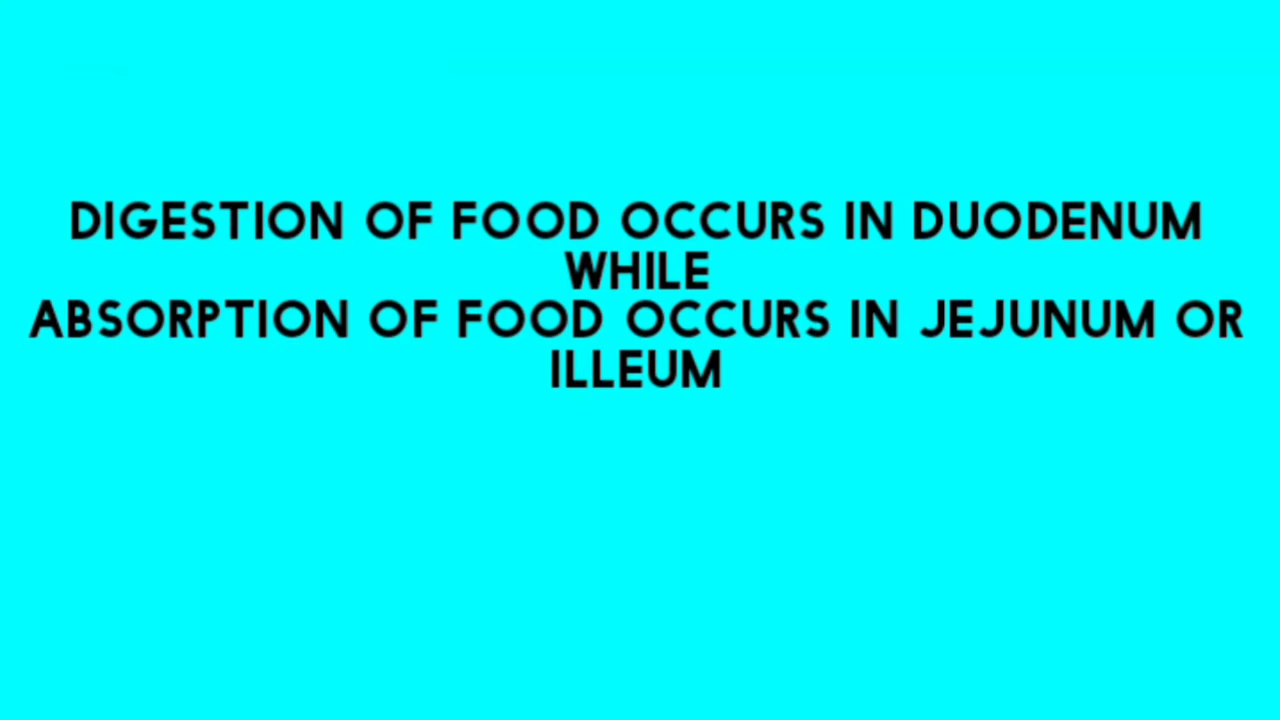 DIGESTION OF FOOD OCCURS IN DUODENUM
WHILE
ABSORPTION OF FOOD OCCURS IN JEJUNUM OR
ILLEUM